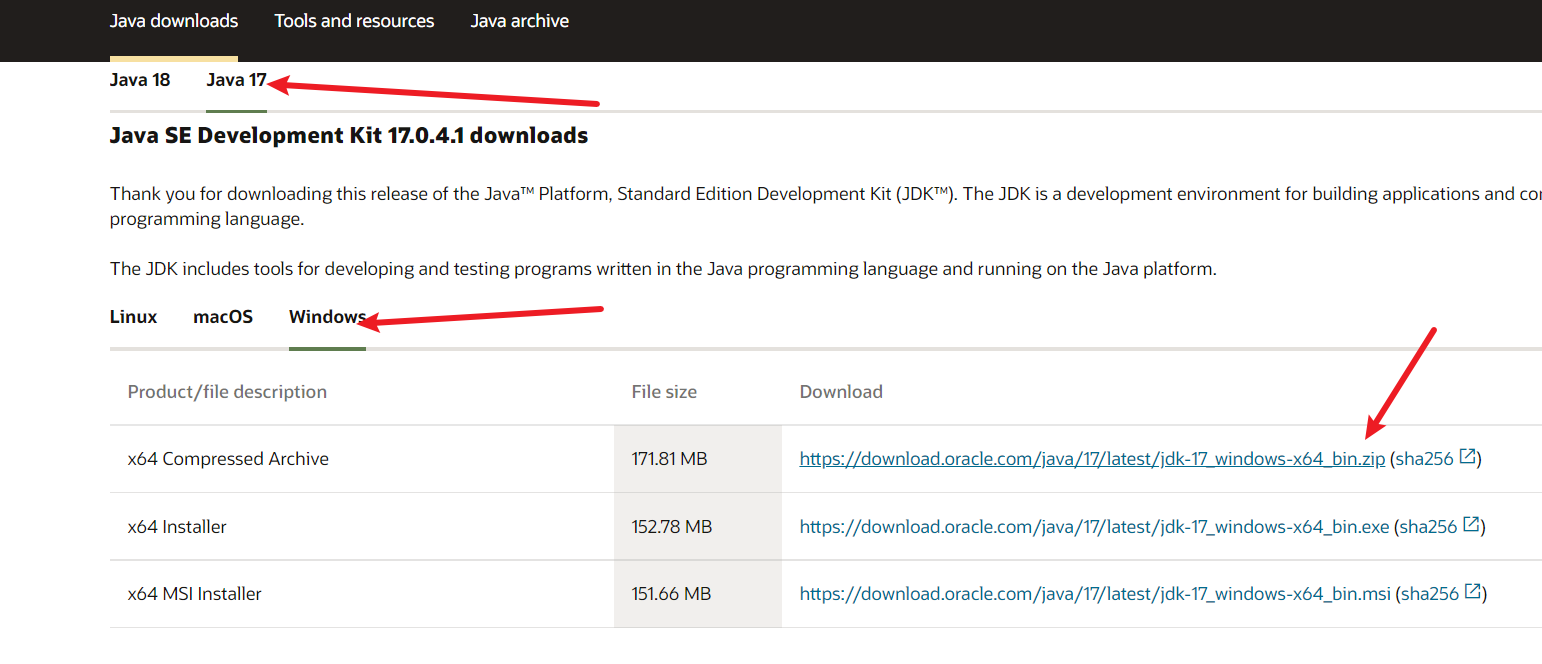 Java downloads Tools and resources Java archive
Java 18 Java 17
Java SE Development Kit 17.0.4.1 downloads
Thank you for downloading this release of the Java™ Platform, Standard Edition Development Kit (JDK™). The JDK is a development environment for building applications and
programming language.
The JDK includes tools for developing and testing programs written in the Java programming language and running on the Java platform.
Linux macOS Windows
Product/file description File size Download
x64 Compressed Archive 171.81 MB https://download.oracle.com/java/17/latest/jdk-17_windows-x64_bin.zip (sha256)
x64 Installer 152.78 MB https://download.oracle.com/java/17/latest/jdk-17_windows-x64_bin.exe (sha256)
x64 MSI Installer 151.66 MB https://download.oracle.com/java/17/latest/jdk-17_windows-x64_bin.msi (sha256)